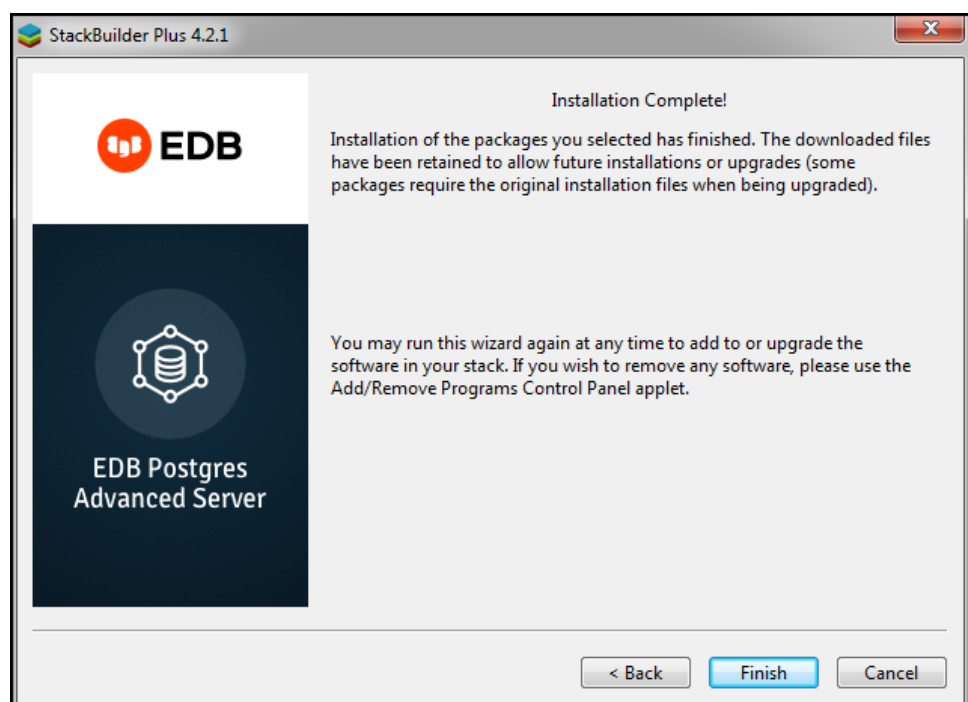 StackBuilder Plus 4.2.1
EDB
Installation Complete!
Installation of the packages you selected has finished. The downloaded files
have been retained to allow future installations or upgrades (some
packages require the original installation files when being upgraded).
You may run this wizard again at any time to add to or upgrade the
software in your stack. If you wish to remove any software, please use the
Add/Remove Programs Control Panel applet.
EDB Postgres
Advanced Server
< Back
Finish
Cancel